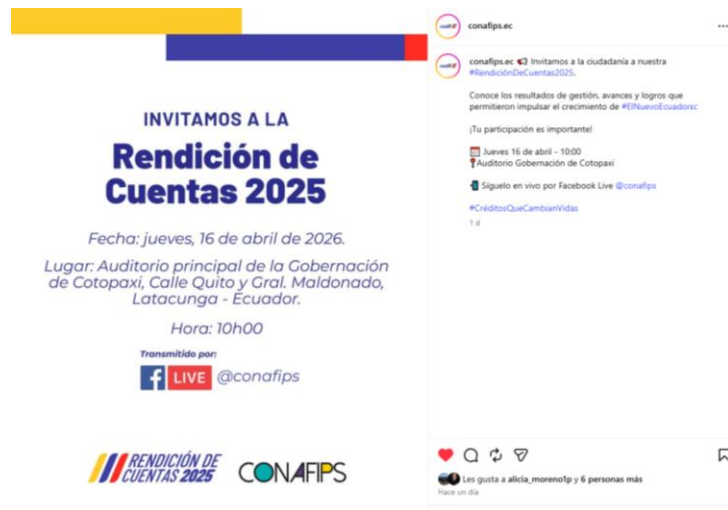 INVITAMOS A LA
Rendición de
Cuentas 2025
Fecha: jueves, 16 de abril de 2026.
Lugar: Auditorio principal de la Gobernación
de Cotopaxi, Calle Quito y Gral. Maldonado,
Latacunga - Ecuador.
Hora: 10h00
Transmitido por:
f LIVE @conafips
RENDICIÓN DE
CUENTAS 2025
CONAFIPS
conafips.ec
conafips.ec 📢 Invitamos a la ciudadanía a nuestra
#RendiciónDeCuentas2025.
Conoce los resultados de gestión, avances y logros que
permitieron impulsar el crecimiento de #ElNuevoEcuadorec
¡Tu participación es importante!
📅 Jueves 16 de abril - 10:00
📍Auditorio Gobernación de Cotopaxi
📲 Síguelo en vivo por Facebook Live @conafips
#CréditosQueCambianVidas
1 d
Les gusta a alicia_moreno1p y 6 personas más
Hace un día